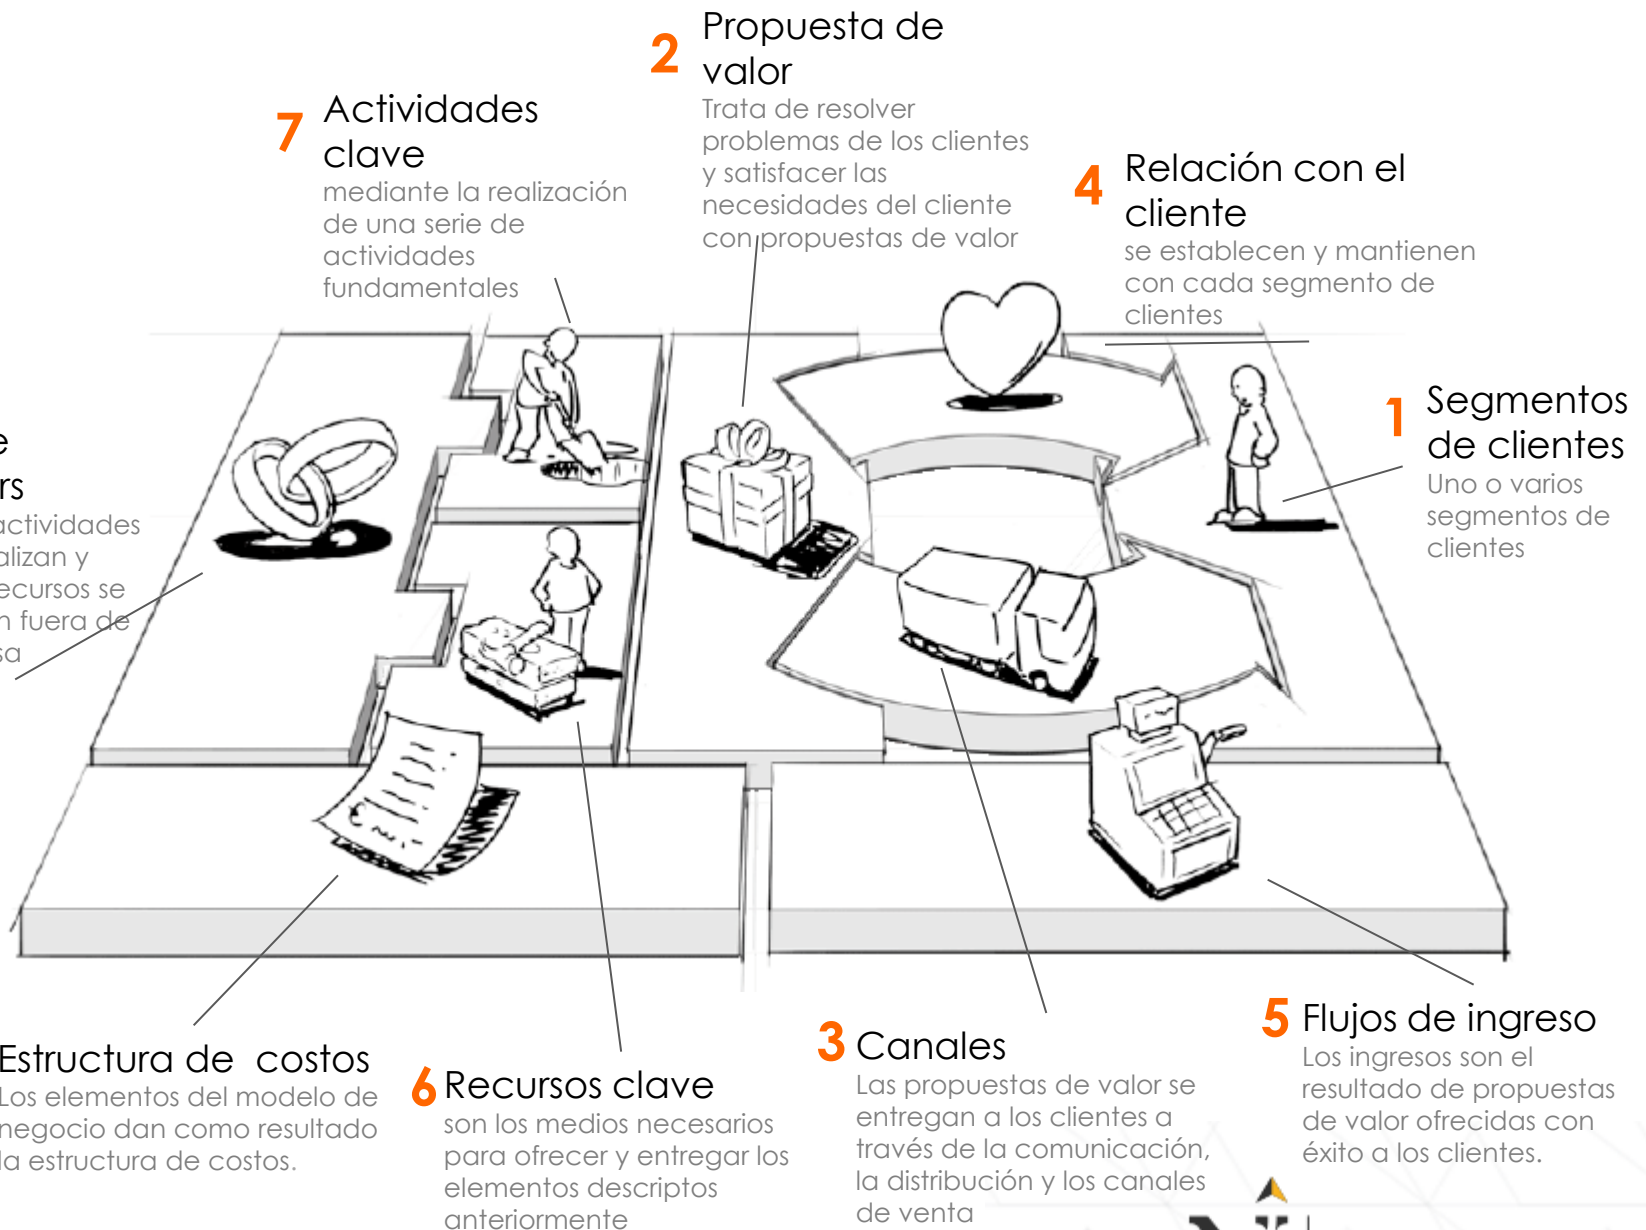 2
Propuesta de
valor
Trata de resolver
problemas de los clientes
y satisfacer las
necesidades del cliente
con propuestas de valor
7
Actividades
clave
mediante la realización
de una serie de
actividades
fundamentales
4
Relación con el
cliente
se establecen y mantienen
con cada segmento de
clientes
1
Segmentos
de clientes
Uno o varios
segmentos de
clientes
actividades
y
se
fuera de
Estructura de costos
Los elementos del modelo de
negocio dan como resultado
la estructura de costos.
6
Recursos clave
son los medios necesarios
para ofrecer y entregar los
elementos descriptos
anteriormente
3
Canales
Las propuestas de valor se
entregan a los clientes a
través de la comunicación,
la distribución y los canales
de venta
5
Flujos de ingreso
Los ingresos son el
resultado de propuestas
de valor ofrecidas con
éxito a los clientes.